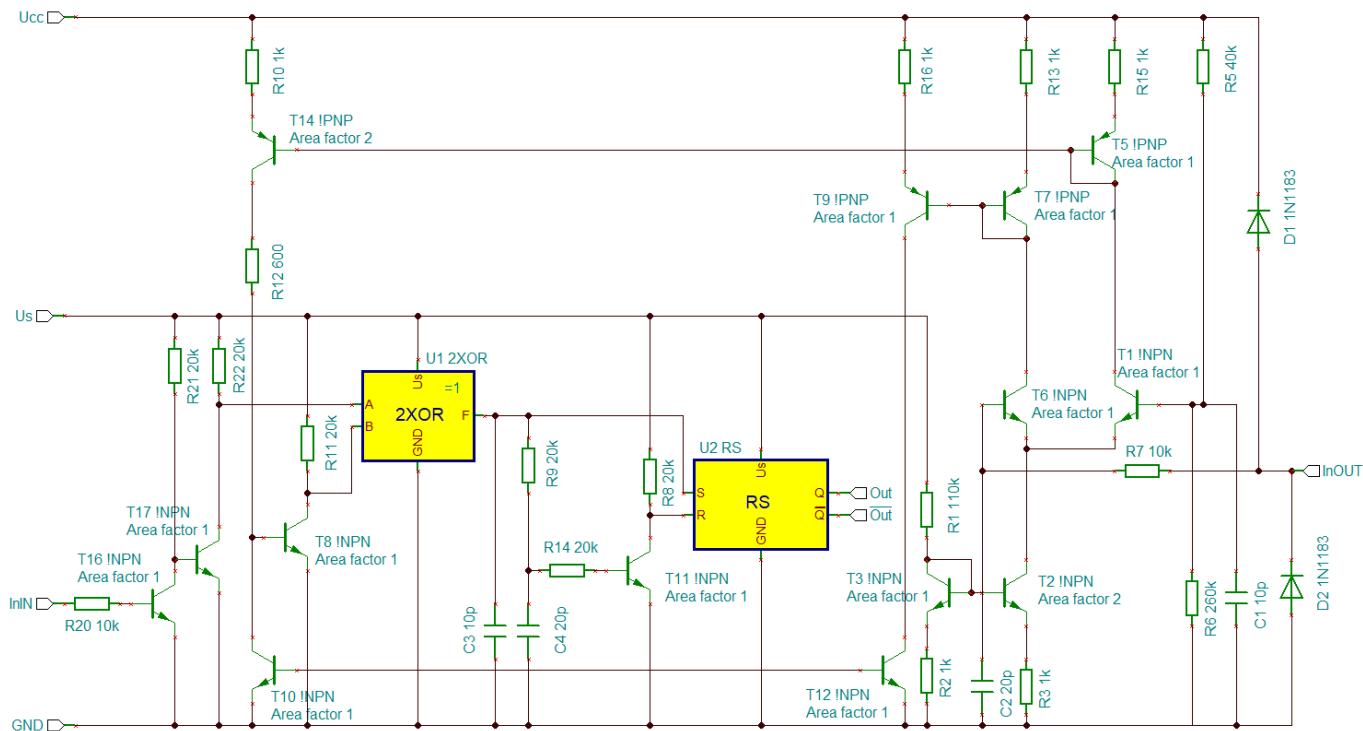 Ucc
R10 1k
R16 1k
R13 1k
R15 1k
R5 40k
T14 !PNP
Area factor 2
T5 !PNP
Area factor 1
T9 !PNP
Area factor 1
T7 !PNP
Area factor 1
D1 1N1183
R12 600
Us
R21 20k
R22 20k
R11 20k
U1 2XOR
Us
=1
A
2XOR
F
B
GND
T1 !NPN
Area factor 1
T6 !NPN
Area factor 1
R9 20k
R8 20k
U2 RS
Us
S
RS
Q
Out
R
Q
Out
GND
R7 10k
InOUT
R1 110k
T17 !NPN
Area factor 1
T8 !NPN
Area factor 1
T16 !NPN
Area factor 1
R14 20k
T11 !NPN
Area factor 1
T3 !NPN
Area factor 1
T2 !NPN
Area factor 2
InIN
R20 10k
C3 10p
C4 20p
R6 260k
C1 10p
D2 1N1183
T10 !NPN
Area factor 1
T12 !NPN
Area factor 1
R2 1k
C2 20p
R3 1k
GND